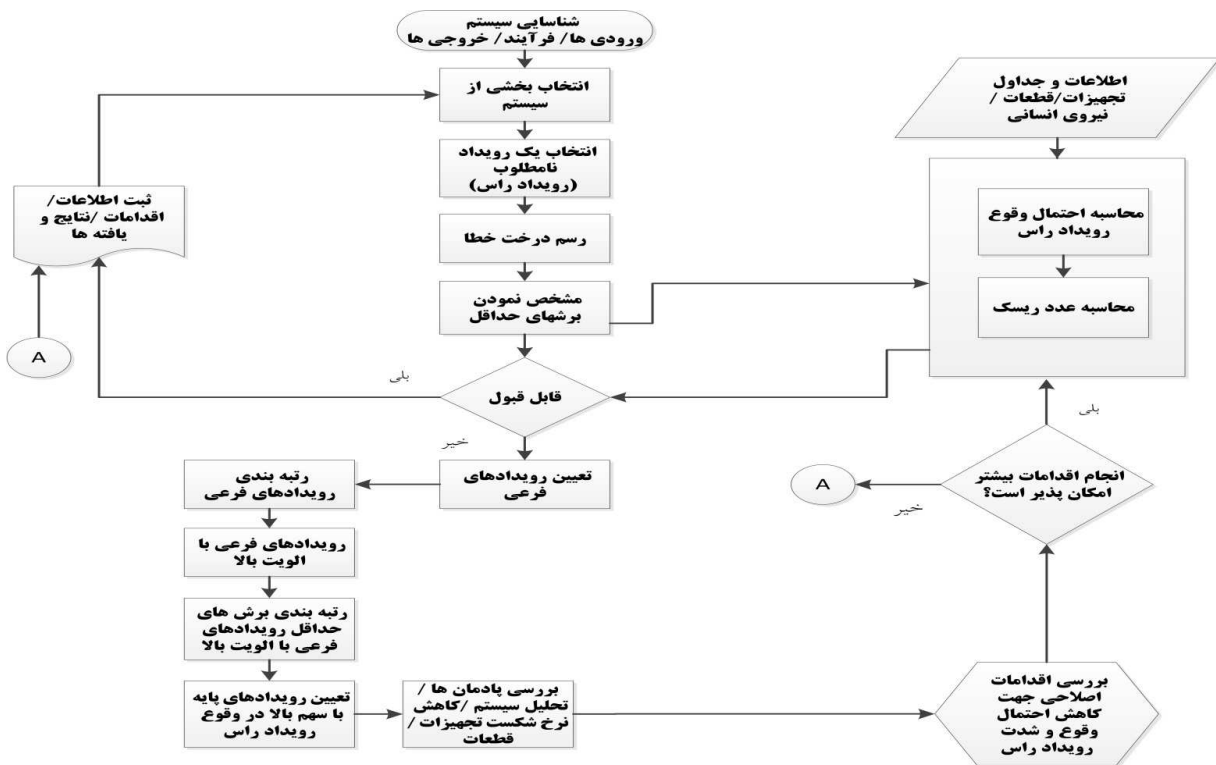 شناسایی سیستم
ورودی ها/ فرآیند/ خروجی ها
انتخاب بخشی از
سیستم
انتخاب یک رویداد
نامطلوب
(رویداد راس)
رسم درخت خطا
مشخص نمودن
برشهای حداقل
اطلاعات و جداول
تجهیزات/قطعات /
نیروی انسانی
محاسبه احتمال وقوع
رویداد راس
محاسبه عدد ریسک
ثبت اطلاعات/
اقدامات /نتایج و
یافته ها
A
قابل قبول
بلی
خیر
تعیین رویدادهای
فرعی
رتبه بندی
رویدادهای فرعی
رویدادهای فرعی با
الویت بالا
رتبه بندی برش های
حداقل رویدادهای
فرعی با الویت بالا
تعیین رویدادهای پایه
با سهم بالا در وقوع
رویداد راس
بررسی پادمان ها /
تحلیل سیستم /کاهش
نرخ شکست تجهیزات /
قطعات
بررسی اقدامات
اصلاحی جهت
کاهش احتمال
وقوع و شدت
رویداد راس
انجام اقدامات بیشتر
امکان پذیر است؟
بلی
خیر
A